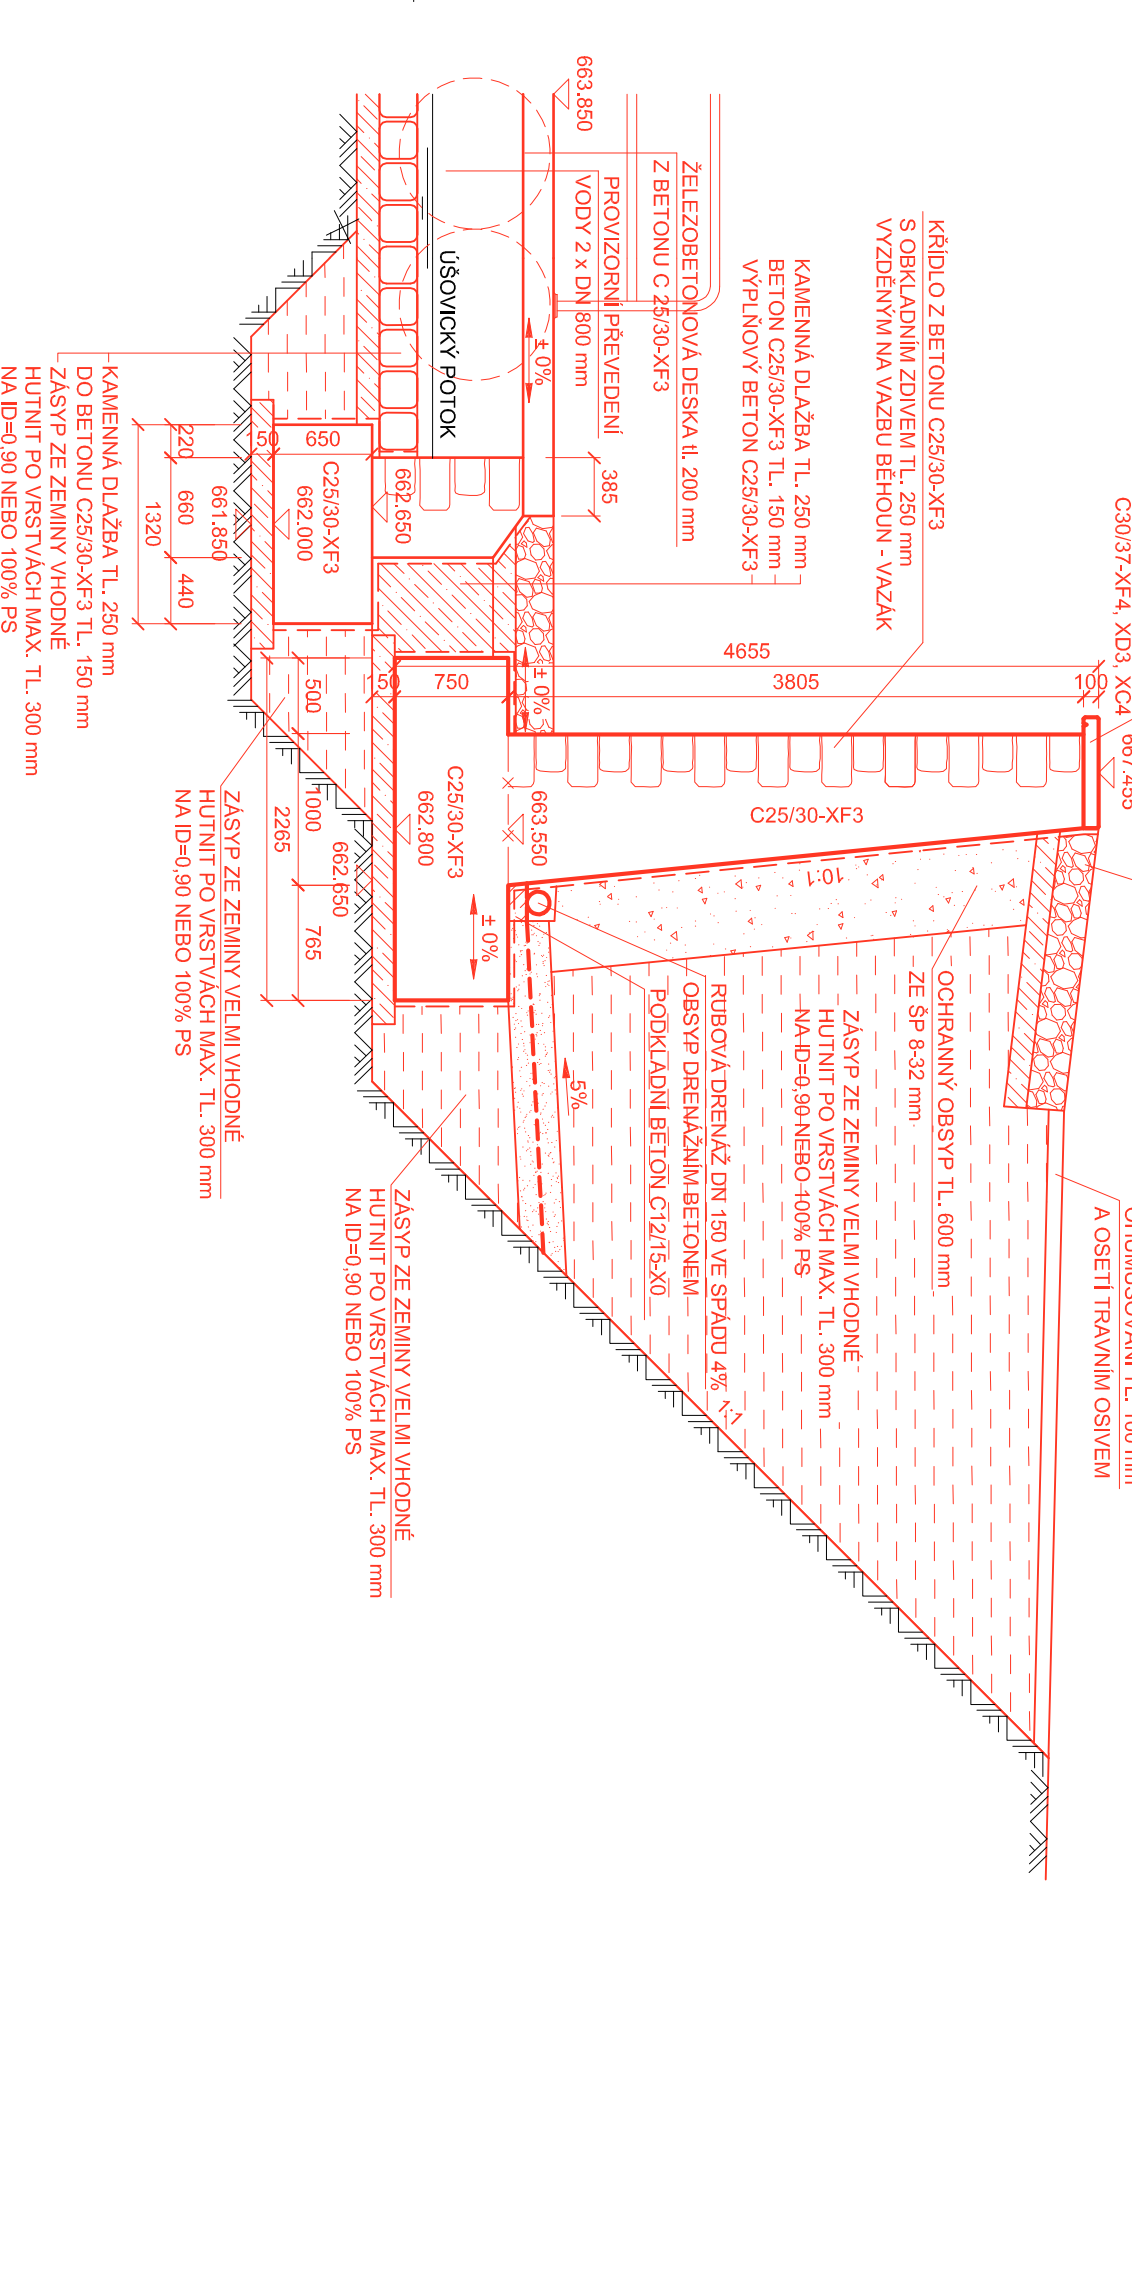 663.850
ŽELEZOBETONOVÁ DESKA tl. 200 mm
Z BETONU C 25/30-XF3
PROVIZORNÍ PŘEVEDENÍ
VODY 2 x DN 800 mm
ÚŠOVICKÝ POTOK
± 0%
KŘÍDLO Z BETONU C25/30-XF3
S OBKLADNÍM ZDIVEM TL. 250 mm
VYZDĚNÝM NA VAZBU BĚHOUN - VAZÁK
KAMENNÁ DLAŽBA TL. 250 mm
BETON C25/30-XF3 TL. 150 mm
VÝPLŇOVÝ BETON C25/30-XF3
385
C30/37-XF4, XD3, XC4
667.455
4655
100
3805
750
50
± 0%
C25/30-XF3
662.650
C25/30-XF3
662.000
650
50
661.850
220
660
440
1320
KAMENNÁ DLAŽBA TL. 250 mm
DO BETONU C25/30-XF3 TL. 150 mm
ZÁSYP ZE ZEMINY VHODNÉ
HUTNIT PO VRSTVÁCH MAX. TL. 300 mm
NA ID=0,90 NEBO 100% PS
663.550
C25/30-XF3
662.800
± 0%
500
1000
765
2265
662.650
ZÁSYP ZE ZEMINY VELMI VHODNÉ
HUTNIT PO VRSTVÁCH MAX. TL. 300 mm
NA ID=0,90 NEBO 100% PS
10:1
OCHRANNÝ OBSYP TL. 600 mm
ZE ŠP 8-32 mm
ZÁSYP ZE ZEMINY VELMI VHODNÉ
HUTNIT PO VRSTVÁCH MAX. TL. 300 mm
NA ID=0,90 NEBO 100% PS
RUBOVÁ DRENÁŽ DN 150 VE SPÁDU 4%
OBSYP DRENÁŽNÍM BETONEM
PODKLADNÍ BETON C12/15-X0
5%
1:1
ZÁSYP ZE ZEMINY VELMI VHODNÉ
HUTNIT PO VRSTVÁCH MAX. TL. 300 mm
NA ID=0,90 NEBO 100% PS
OHUMUSOVÁNÍ TL. 100 mm
A OSETÍ TRAVNÍM OSIVEM